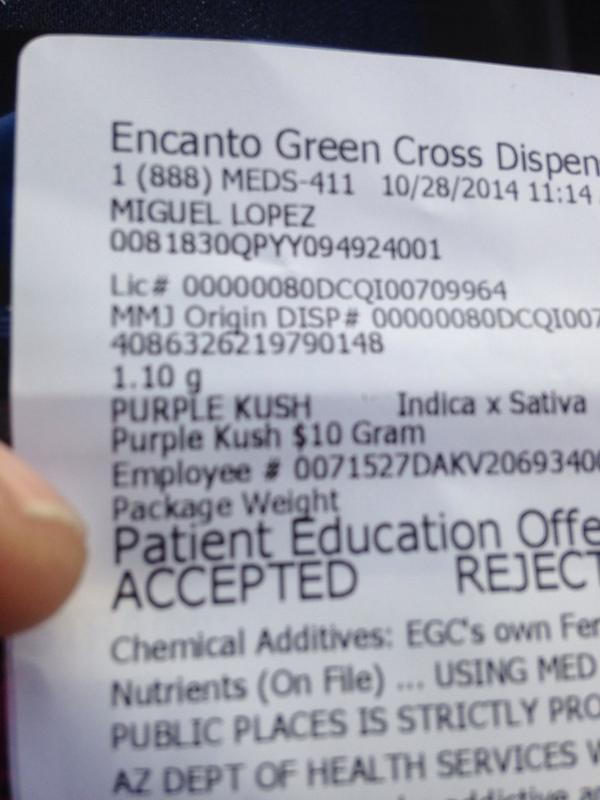 Encanto Green Cross Dispen
1 (888) MEDS-411 10/28/2014 11:14
MIGUEL LOPEZ
0081830QPYY094924001
Lic# 00000080DCQI00709964
MMJ Origin DISP# 00000080DCQI007
4086326219790148
1.10 g
PURPLE KUSH Indica x Sativa
Purple Kush $10 Gram
Employee # 0071527DAKV20693400
Package Weight
Patient Education Offe
ACCEPTED REJECT
Chemical Additives: EGC's own Fer
Nutrients (On File) ... USING MED
PUBLIC PLACES IS STRICTLY PRO
AZ DEPT OF HEALTH SERVICES W
addictive an